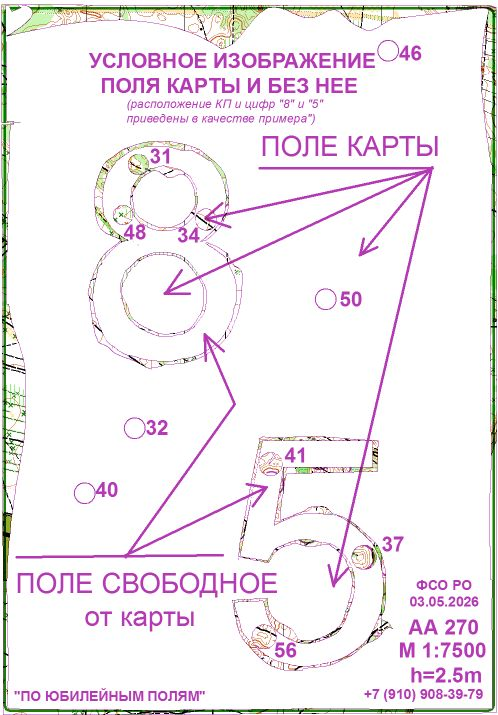 УСЛОВНОЕ ИЗОБРАЖЕНИЕ
ПОЛЯ КАРТЫ И БЕЗ НЕЕ
(расположение КП и цифр "8" и "5"
приведены в качестве примера")
46
ПОЛЕ КАРТЫ
31
48
34
50
32
41
40
37
ПОЛЕ СВОБОДНОЕ
от карты
56
ФСО РО
03.05.2026
АА 270
М 1:7500
h=2.5m
"ПО ЮБИЛЕЙНЫМ ПОЛЯМ"
+7 (910) 908-39-79